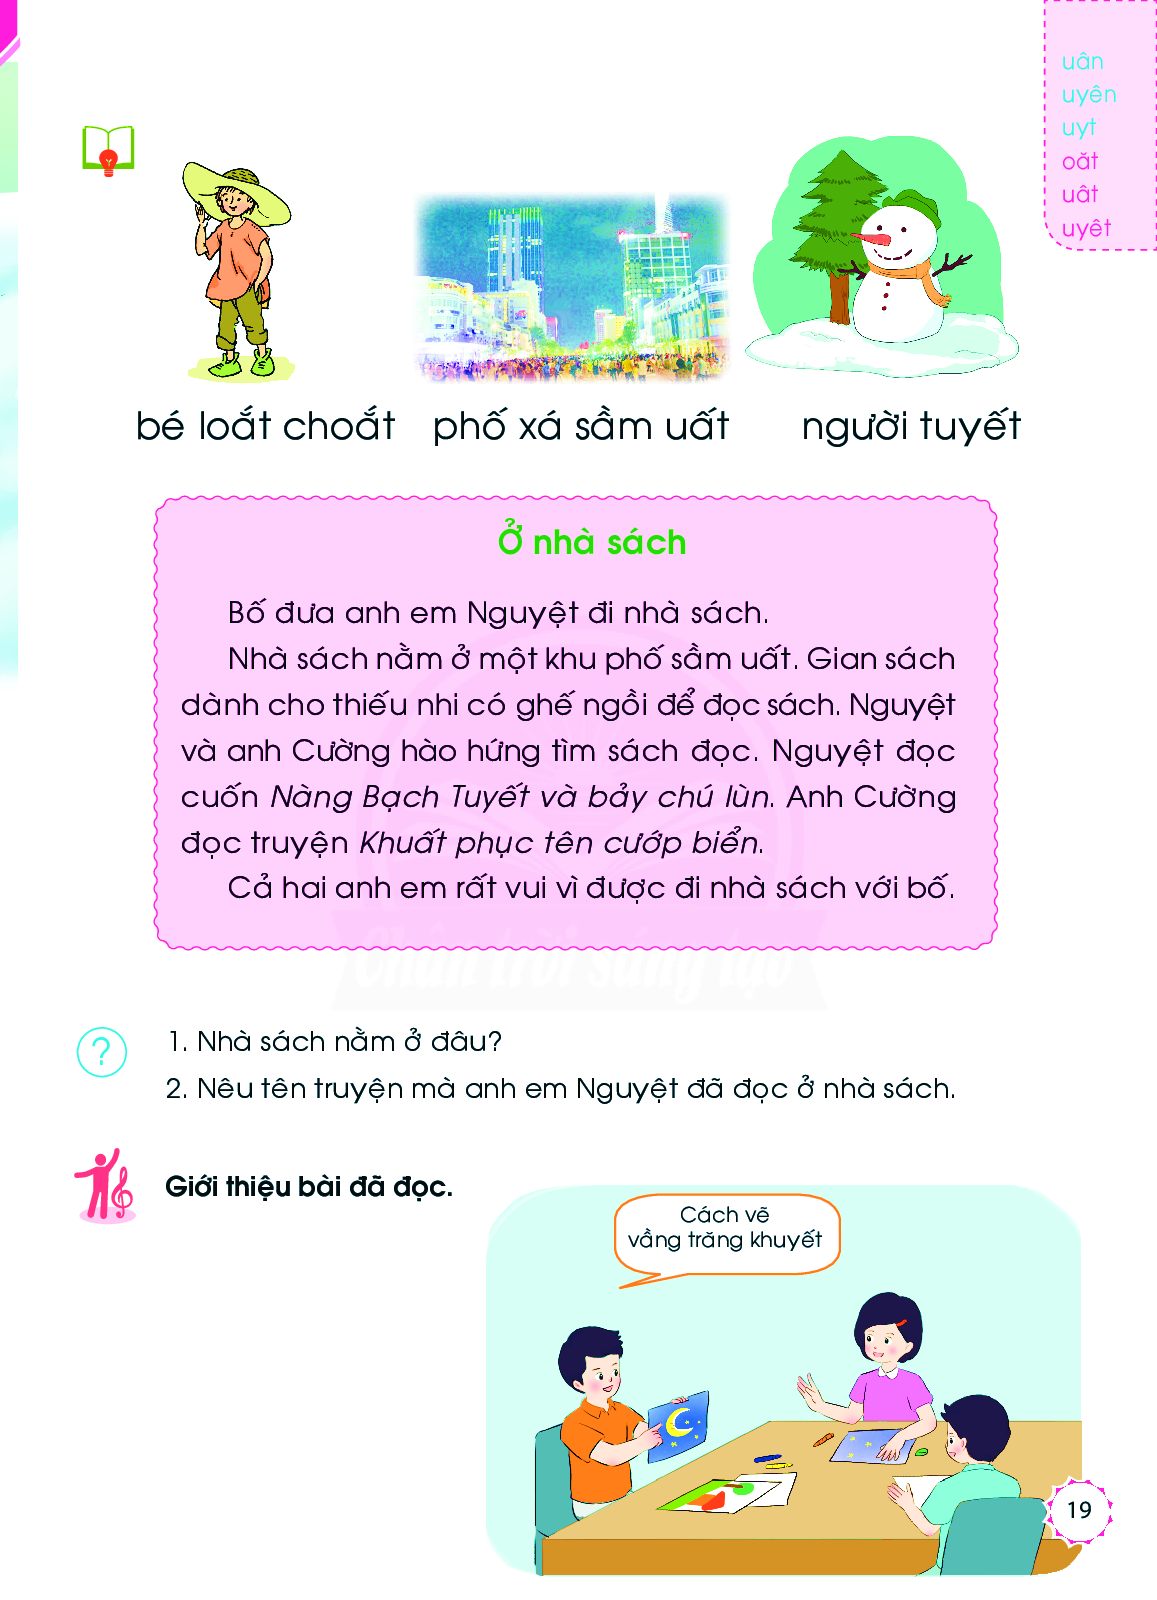 uân
uyên
uyt
oăt
uât
uyêt
bé loắt choắt phố xá sầm uất người tuyết
Ở nhà sách
Bố đưa anh em Nguyệt đi nhà sách.
Nhà sách nằm ở một khu phố sầm uất. Gian sách
dành cho thiếu nhi có ghế ngồi để đọc sách. Nguyệt
và anh Cường hào hứng tìm sách đọc. Nguyệt đọc
cuốn Nàng Bạch Tuyết và bảy chú lùn. Anh Cường
đọc truyện Khuất phục tên cướp biển.
Cả hai anh em rất vui vì được đi nhà sách với bố.
Chân trời sáng tạo
?
1. Nhà sách nằm ở đâu?
2. Nêu tên truyện mà anh em Nguyệt đã đọc ở nhà sách.
Giới thiệu bài đã đọc.
Cách vẽ
vầng trăng khuyết
19